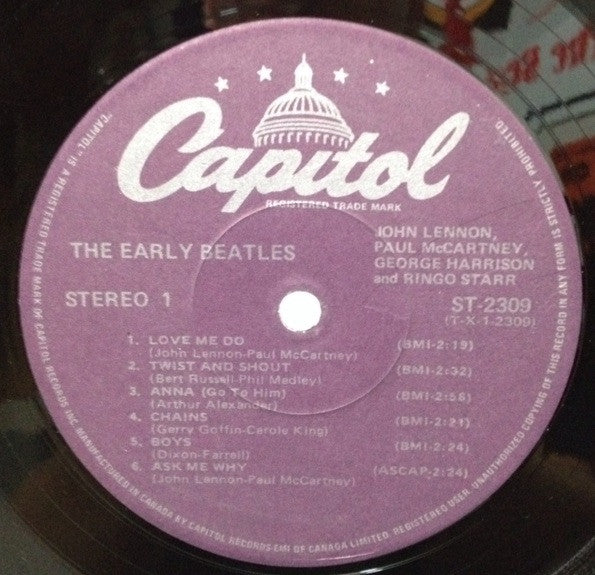 Capitol
REGISTERED TRADE MARK
THE EARLY BEATLES
JOHN LENNON,
PAUL McCARTNEY,
GEORGE HARRISON
and RINGO STARR
STEREO 1
ST-2309
(T-X-1-2309)
1. LOVE ME DO (BMI-2:19)
(John Lennon-Paul McCartney)
2. TWIST AND SHOUT (BMI-2:32)
(Bert Russell-Phil Medley)
3. ANNA (Go To Him) (BMI-2:56)
(Arthur Alexander)
4. CHAINS (BMI-2:21)
(Gerry Goffin-Carole King)
5. BOYS (BMI-2:24)
(Dixon-Farrell)
6. ASK ME WHY (ASCAP-2:24)
(John Lennon-Paul McCartney)
"CAPITOL" IS A REGISTERED TRADE MARK OF CAPITOL RECORDS INC. MANUFACTURED IN CANADA BY CAPITOL RECORDS-EMI OF CANADA LIMITED. REGISTERED USER. UNAUTHORIZED COPYING OF THIS RECORD IN ANY FORM IS STRICTLY PROHIBITED.